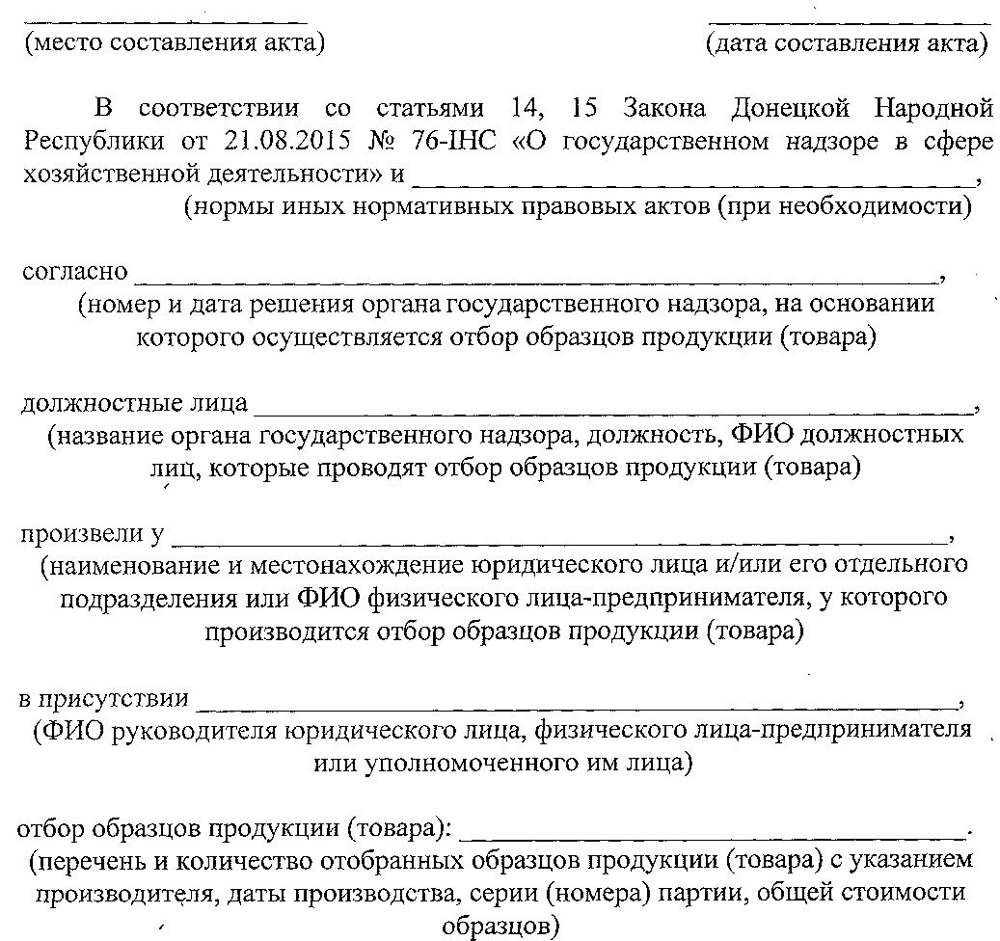 (место составления акта) (дата составления акта)
В соответствии со статьями 14, 15 Закона Донецкой Народной
Республики от 21.08.2015 № 76-IНС «О государственном надзоре в сфере
хозяйственной деятельности» и ,
(нормы иных нормативных правовых актов (при необходимости)
согласно ,
(номер и дата решения органа государственного надзора, на основании
которого осуществляется отбор образцов продукции (товара)
должностные лица ,
(название органа государственного надзора, должность, ФИО должностных
лиц, которые проводят отбор образцов продукции (товара)
произвели у ,
(наименование и местонахождение юридического лица и/или его отдельного
подразделения или ФИО физического лица-предпринимателя, у которого
производится отбор образцов продукции (товара)
в присутствии ,
(ФИО руководителя юридического лица, физического лица-предпринимателя
или уполномоченного им лица)
отбор образцов продукции (товара): .
(перечень и количество отобранных образцов продукции (товара) с указанием
производителя, даты производства, серии (номера) партии, общей стоимости
образцов)